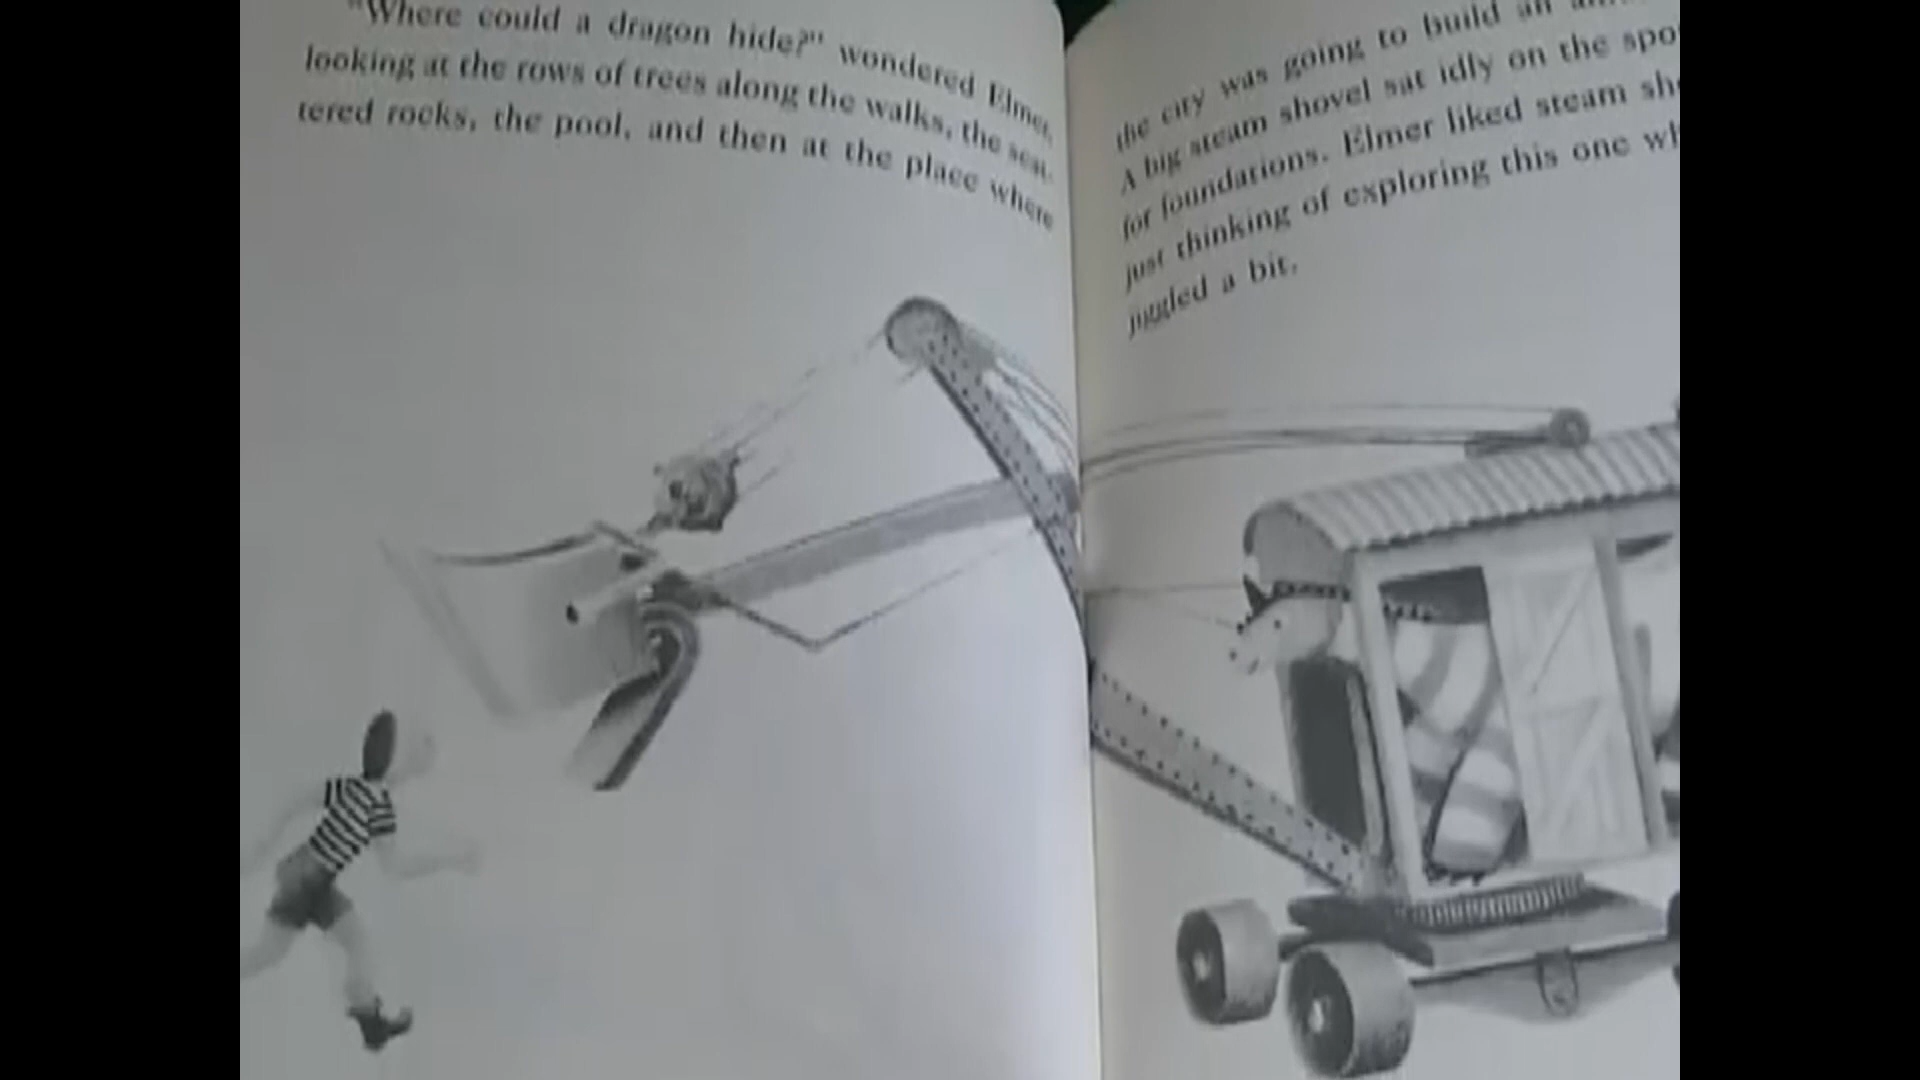 "Where could a dragon hide?" wondered Elmer,
looking at the rows of trees along the walks, the scat-
tered rocks, the pool, and then at the place where
the city was going to build an
A big steam shovel sat idly on the
for foundations. Elmer liked steam
just thinking of exploring this one
jiggled a bit.